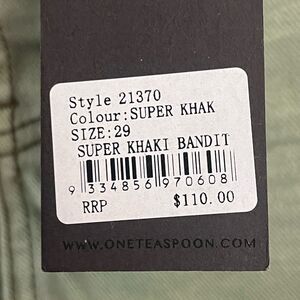 Style 21370
Colour:SUPER KHAK
SIZE:29
SUPER KHAKI BANDIT
9 334856 970608
RRP $110.00
WWW.ONETEASPOON.COM